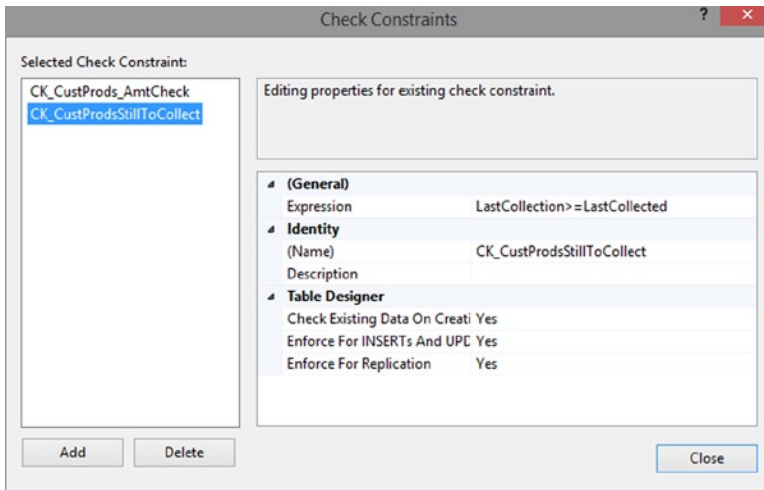 Check Constraints
?
Selected Check Constraint:
CK_CustProds_AmtCheck
CK_CustProdsStillToCollect
Editing properties for existing check constraint.
(General)
Expression LastCollection>=LastCollected
Identity
(Name) CK_CustProdsStillToCollect
Description
Table Designer
Check Existing Data On Creati Yes
Enforce For INSERTs And UPD Yes
Enforce For Replication Yes
Add Delete
Close